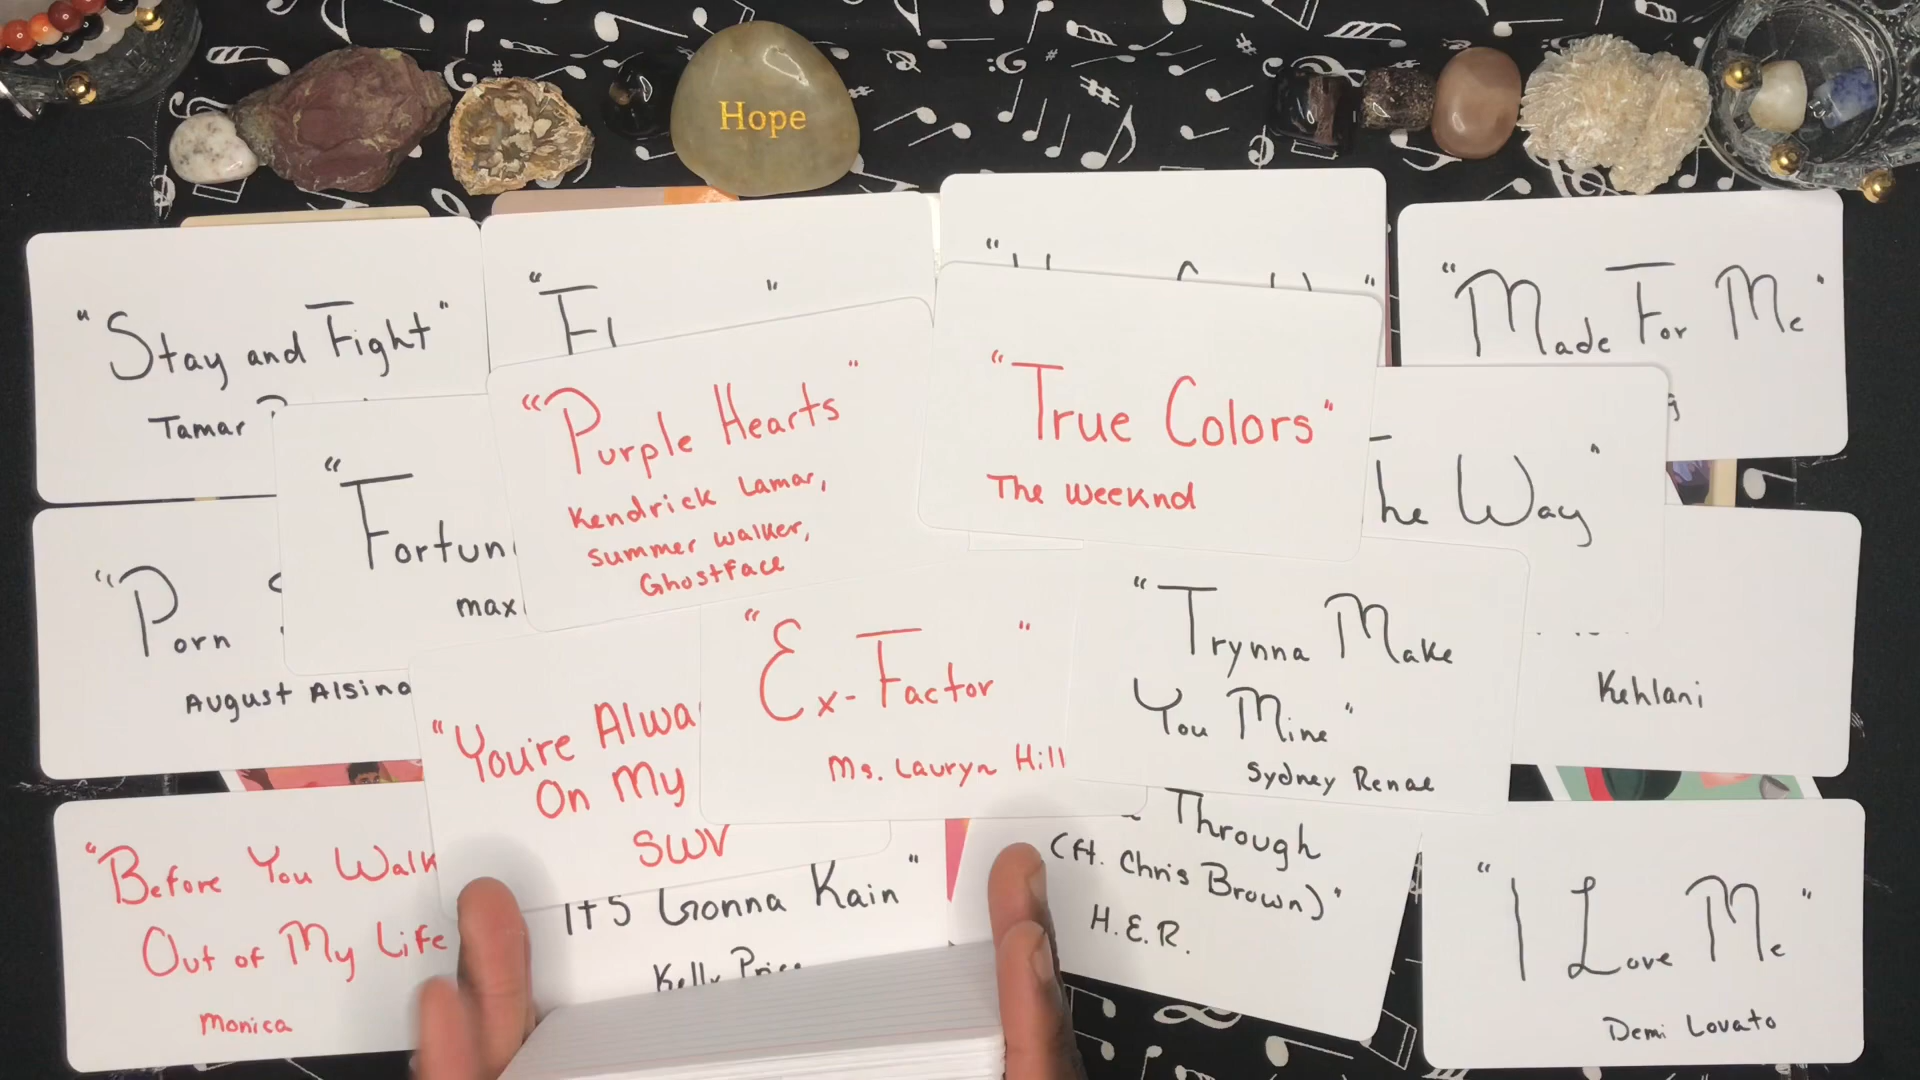 Hope
"Stay and Fight"
Tamar
"Made For Me"
"Purple Hearts"
Kendrick Lamar,
Summer Walker,
Ghostface
"True Colors"
The Weeknd
The Way"
"Porn
August Alsina
max
"Trynna Make
You Mine"
Sydney Renae
Kehlani
"You're
On My
SWV
"Ex-Factor"
Ms. Lauryn Hill
"Before You Walk
Out of My Life
Monica
It's Gonna Rain"
Kelly Price
Through
(ft. Chris Brown)"
H.E.R.
"I Love Me"
Demi Lovato